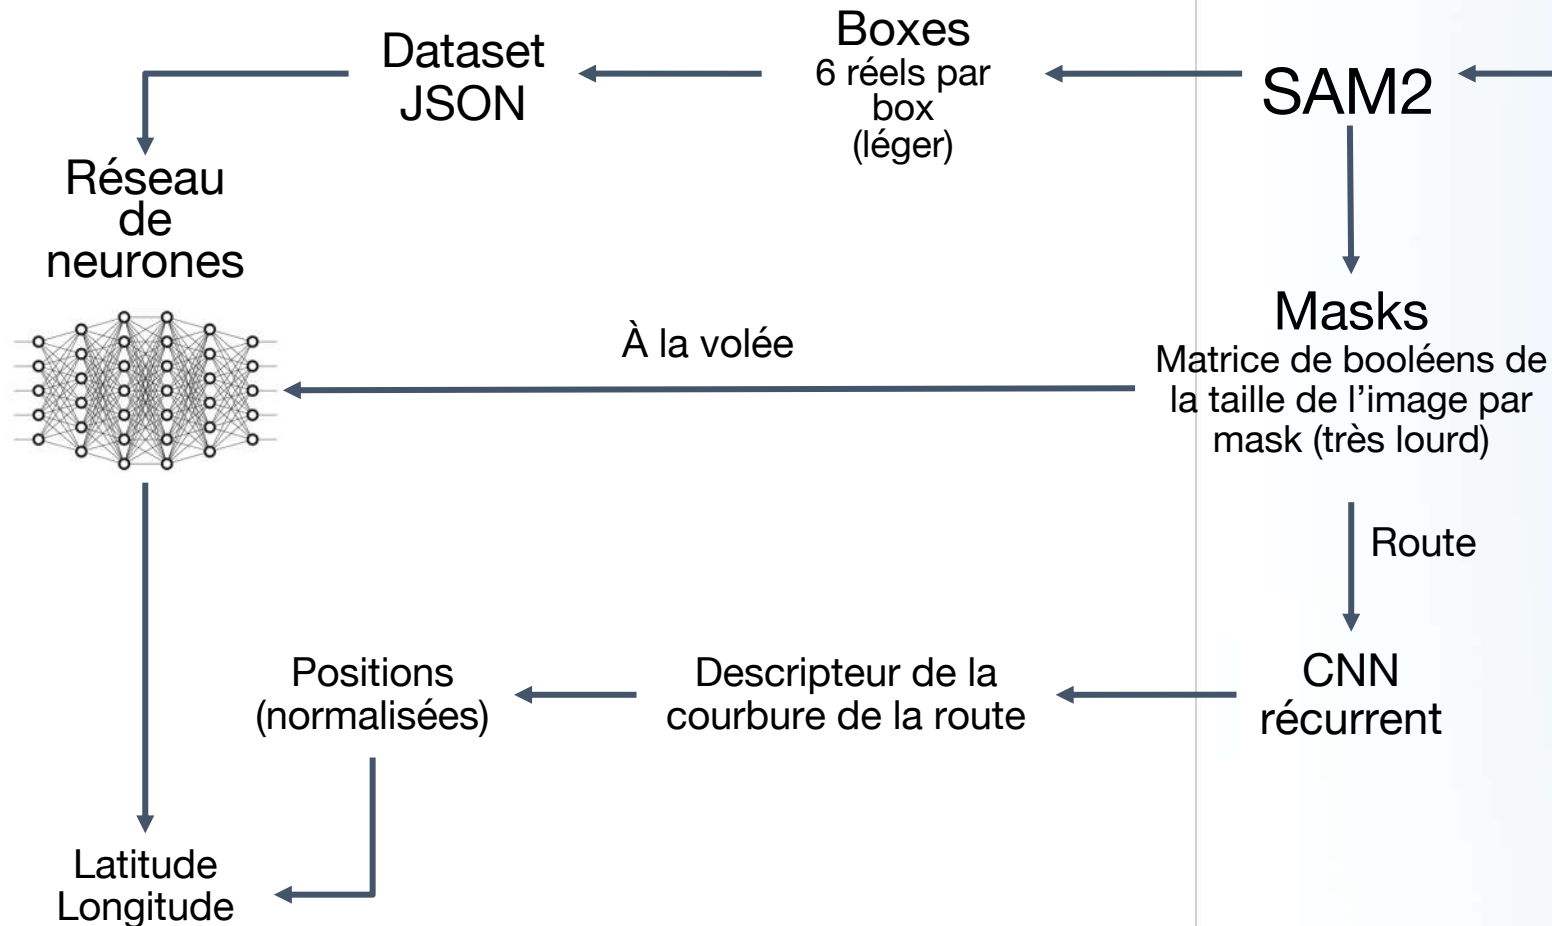 Dataset
JSON
Boxes
6 réels par
box
(léger)
SAM2
Réseau
de
neurones
À la volée
Masks
Matrice de booléens de
la taille de l’image par
mask (très lourd)
Route
Positions
(normalisées)
Descripteur de la
courbure de la route
CNN
récurrent
Latitude
Longitude